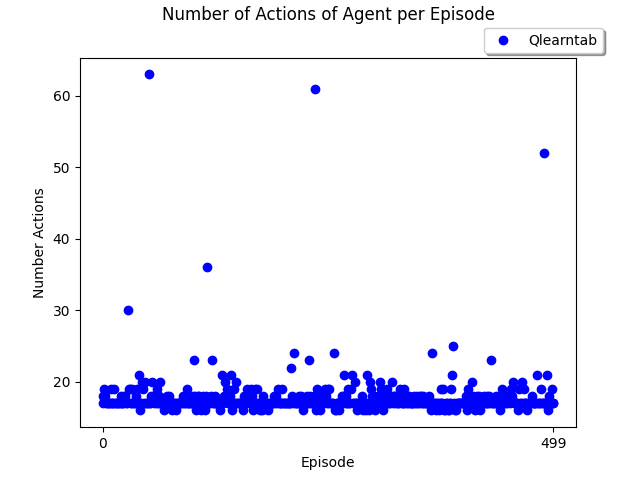 Number of Actions of Agent per Episode
Qlearntab
60
50
40
30
20
Number Actions
0 499
Episode